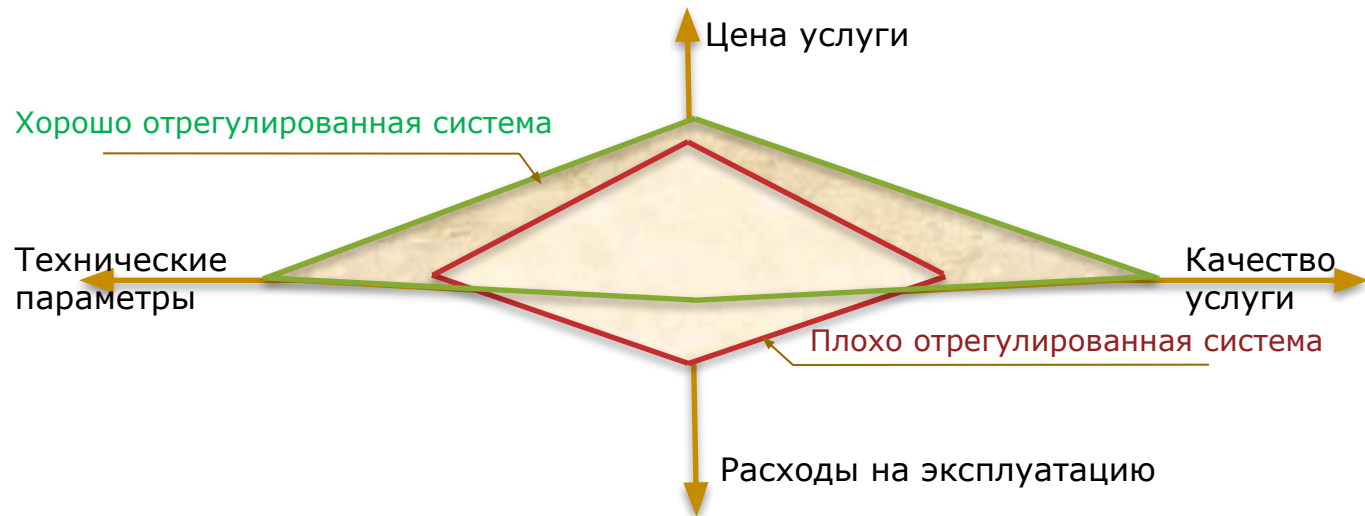 Цена услуги
Хорошо отрегулированная система
Технические
параметры
Качество
услуги
Плохо отрегулированная система
Расходы на эксплуатацию